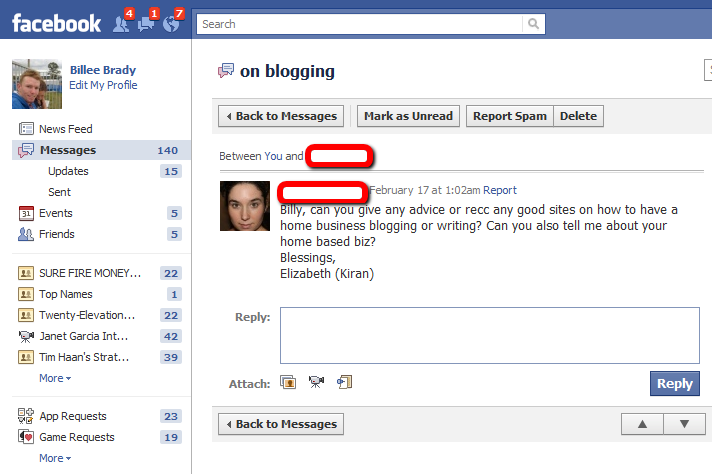 facebook 4 1 7 Search
Billee Brady
Edit My Profile
News Feed
Messages 140
Updates 15
Sent
Events 5
31
Friends 5
SURE FIRE MONEY... 22
Top Names 1
Twenty-Elevation... 22
Janet Garcia Int... 42
Tim Haan's Strat... 39
More
App Requests 23
Game Requests 19
More
on blogging
Back to Messages Mark as Unread Report Spam Delete
Between You and
February 17 at 1:02am Report
Billy, can you give any advice or recc any good sites on how to have a
home business blogging or writing? Can you also tell me about your
home based biz?
Blessings,
Elizabeth (Kiran)
Reply:
Attach: Reply
Back to Messages